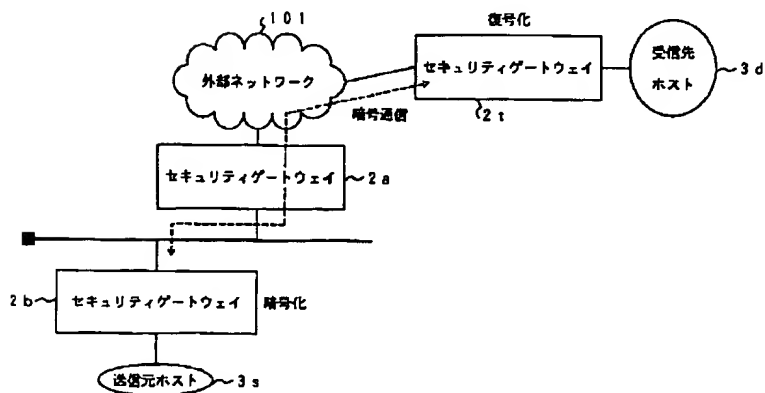 101
外部ネットワーク
復号化
セキュリティゲートウェイ
2t
受信先
ホスト
3d
暗号通信
セキュリティゲートウェイ
2a
2b
セキュリティゲートウェイ
暗号化
送信元ホスト
3s